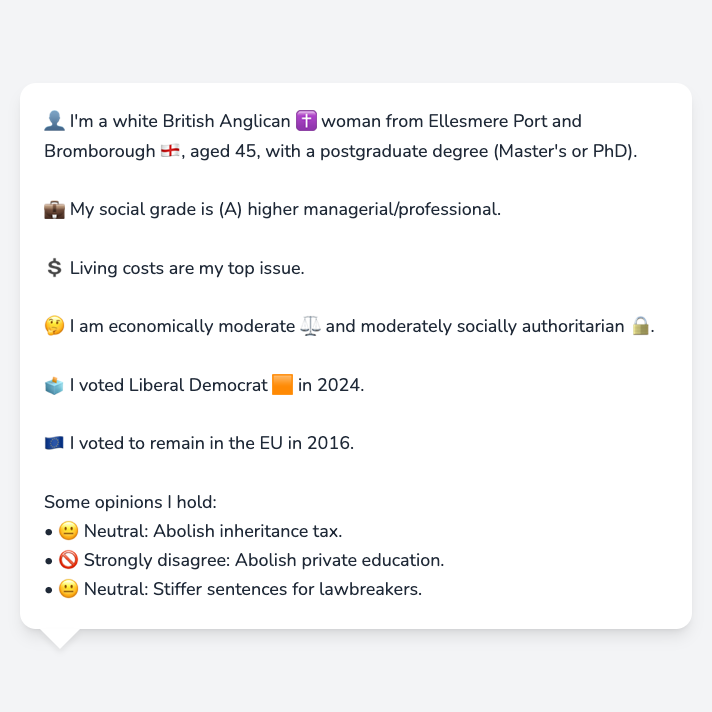 👤 I'm a white British Anglican ✝️ woman from Ellesmere Port and
Bromborough 🏴󠁧󠁢󠁥󠁮󠁧󠁿, aged 45, with a postgraduate degree (Master's or PhD).
💼 My social grade is (A) higher managerial/professional.
💲 Living costs are my top issue.
🤔 I am economically moderate ⚖️ and moderately socially authoritarian 🔒.
🗳️ I voted Liberal Democrat 🟧 in 2024.
🇪🇺 I voted to remain in the EU in 2016.
Some opinions I hold:
• 😐 Neutral: Abolish inheritance tax.
• 🚫 Strongly disagree: Abolish private education.
• 😐 Neutral: Stiffer sentences for lawbreakers.